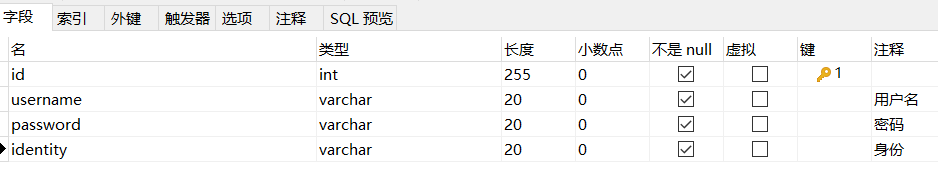 字段 索引 外键 触发器 选项 注释 SQL 预览
名 类型 长度 小数点 不是 null 虚拟 键 注释
id int 255 0 1
username varchar 20 0 用户名
password varchar 20 0 密码
identity varchar 20 0 身份